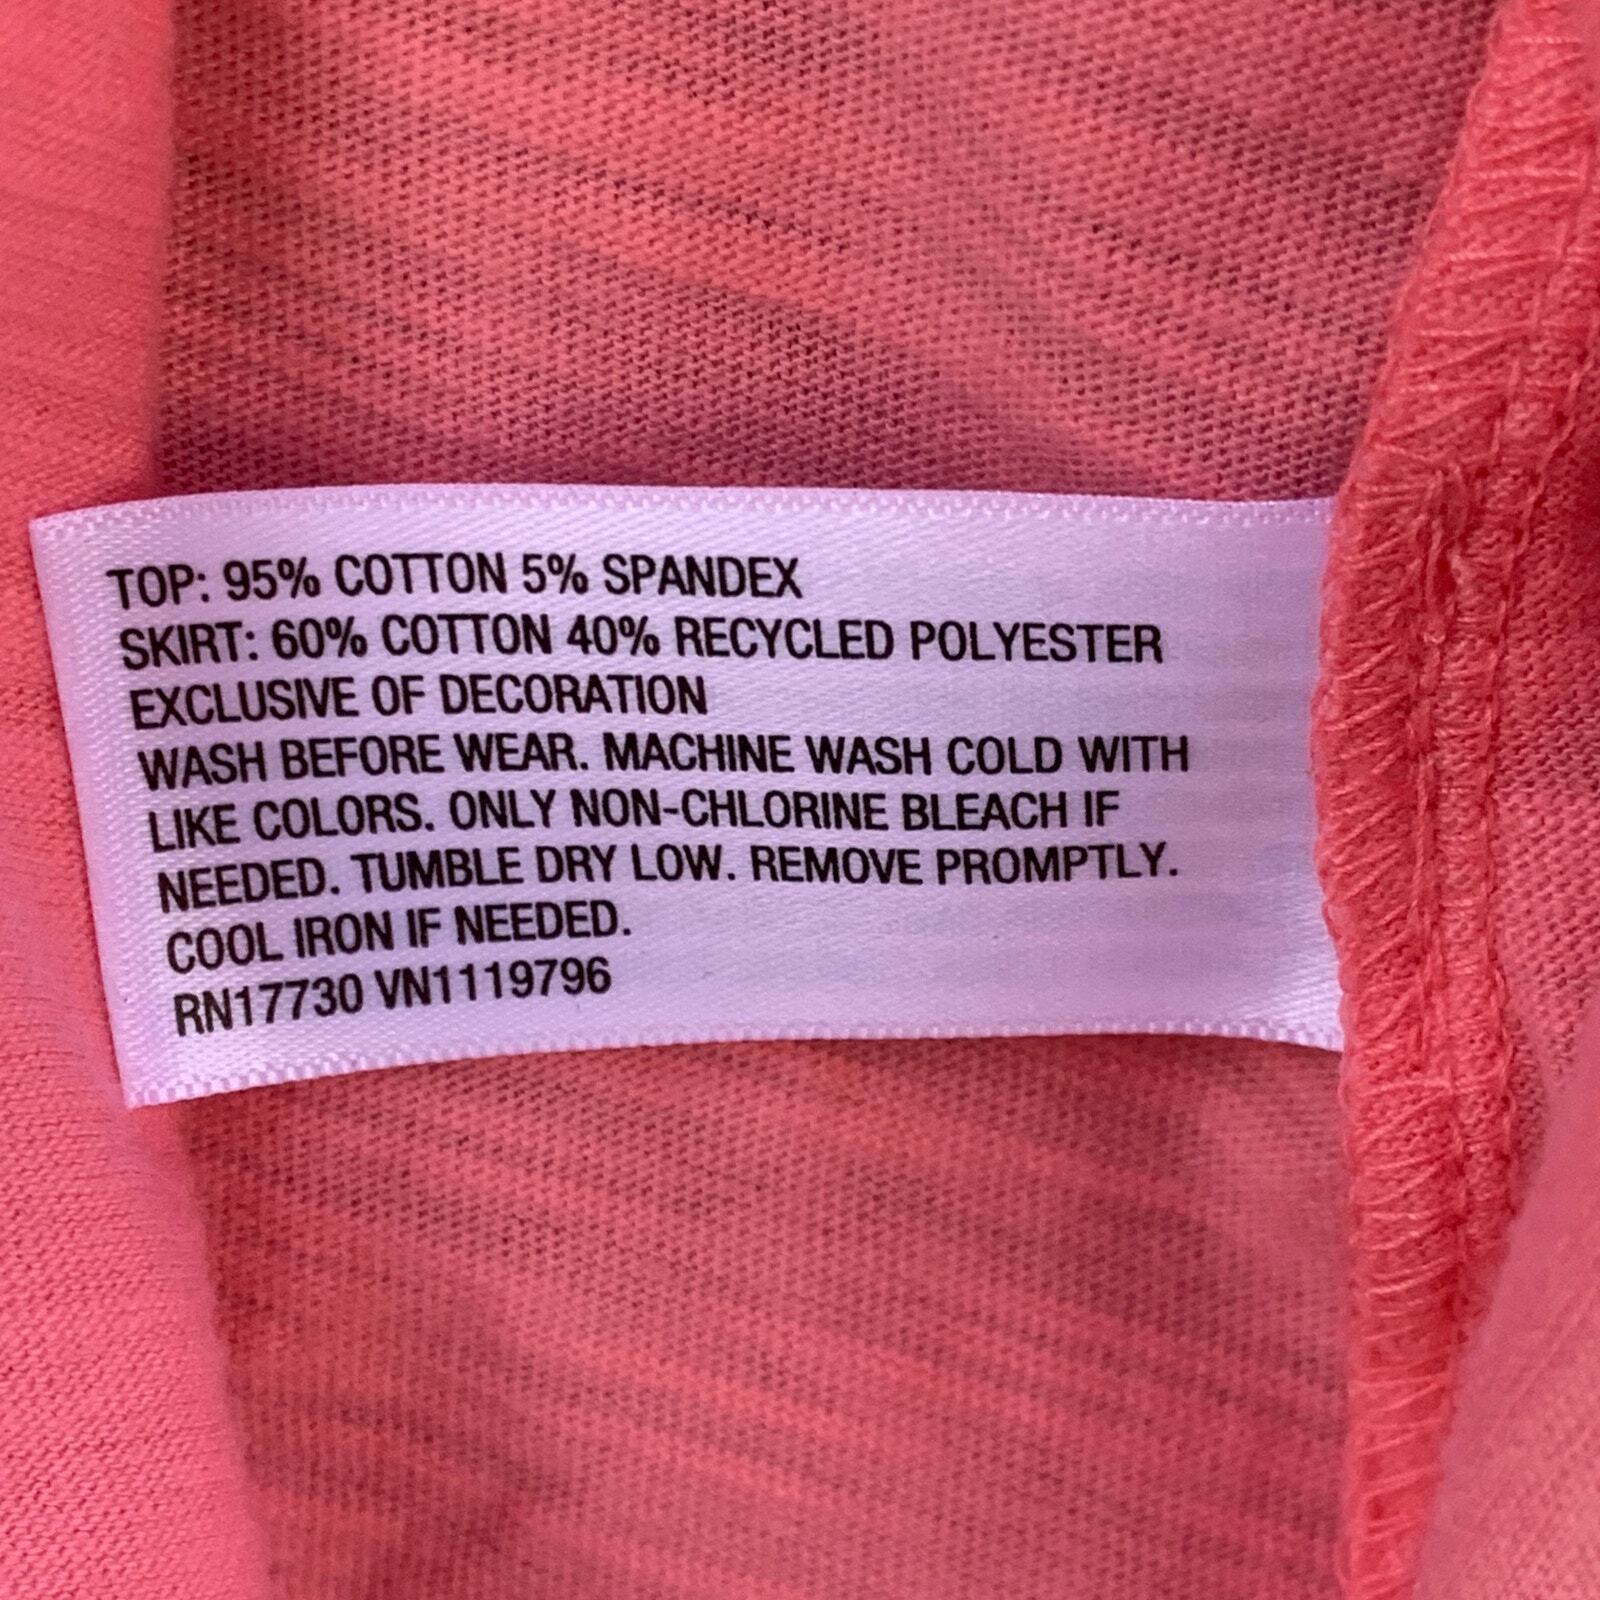 TOP: 95% COTTON 5% SPANDEX
SKIRT: 60% COTTON 40% RECYCLED POLYESTER
EXCLUSIVE OF DECORATION
WASH BEFORE WEAR. MACHINE WASH COLD WITH
LIKE COLORS. ONLY NON-CHLORINE BLEACH IF
NEEDED. TUMBLE DRY LOW. REMOVE PROMPTLY.
COOL IRON IF NEEDED.
RN17730 VN1119796